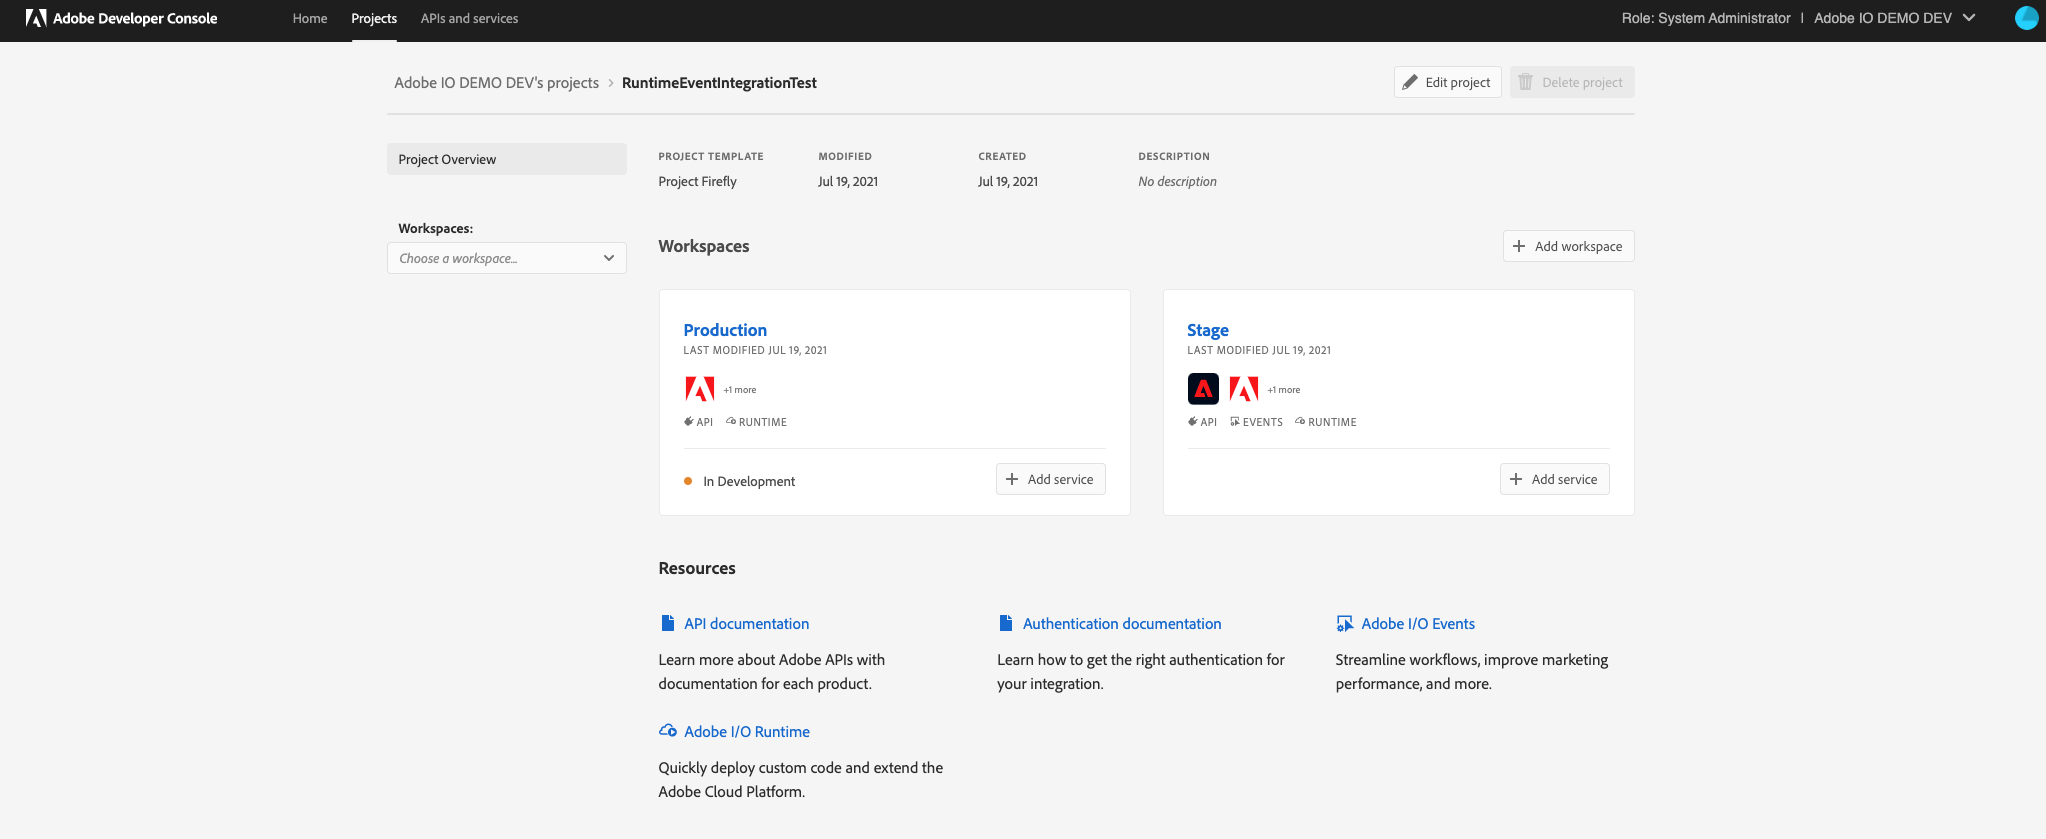 Adobe Developer Console
Home
Projects
APIs and services
Role: System Administrator | Adobe IO DEMO DEV
Adobe IO DEMO DEV's projects > RuntimeEventIntegrationTest
Edit project
Delete project
Project Overview
PROJECT TEMPLATE
Project Firefly
MODIFIED
Jul 19, 2021
CREATED
Jul 19, 2021
DESCRIPTION
No description
Workspaces:
Choose a workspace...
Workspaces
Add workspace
Production
LAST MODIFIED JUL 19, 2021
+1 more
API
RUNTIME
In Development
Add service
Stage
LAST MODIFIED JUL 19, 2021
+1 more
API
EVENTS
RUNTIME
Add service
Resources
API documentation
Learn more about Adobe APIs with
documentation for each product.
Authentication documentation
Learn how to get the right authentication for
your integration.
Adobe I/O Events
Streamline workflows, improve marketing
performance, and more.
Adobe I/O Runtime
Quickly deploy custom code and extend the
Adobe Cloud Platform.